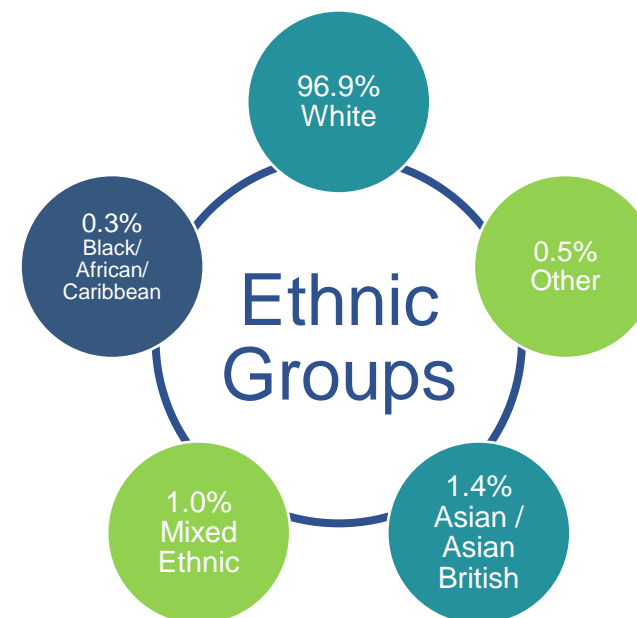 96.9%
White
0.5%
Other
1.4%
Asian /
Asian
British
1.0%
Mixed
Ethnic
0.3%
Black/
African/
Caribbean
Ethnic
Groups